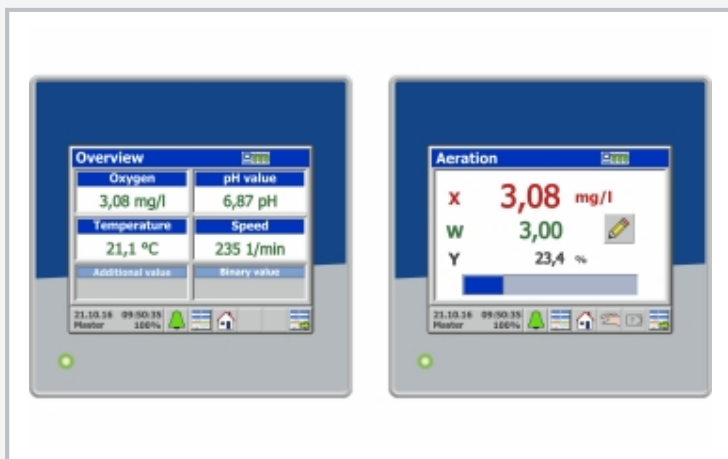 Overview
Oxygen
pH value
3,08 mg/l
6,87 pH
Temperature
Speed
21,1 °C
235 1/min
Additional value
Binary value
21.10.16 09:50:35
Master 100%
Aeration
X 3,08 mg/l
W 3,00
Y 23,4 %
21.10.16 09:50:35
Master 100%